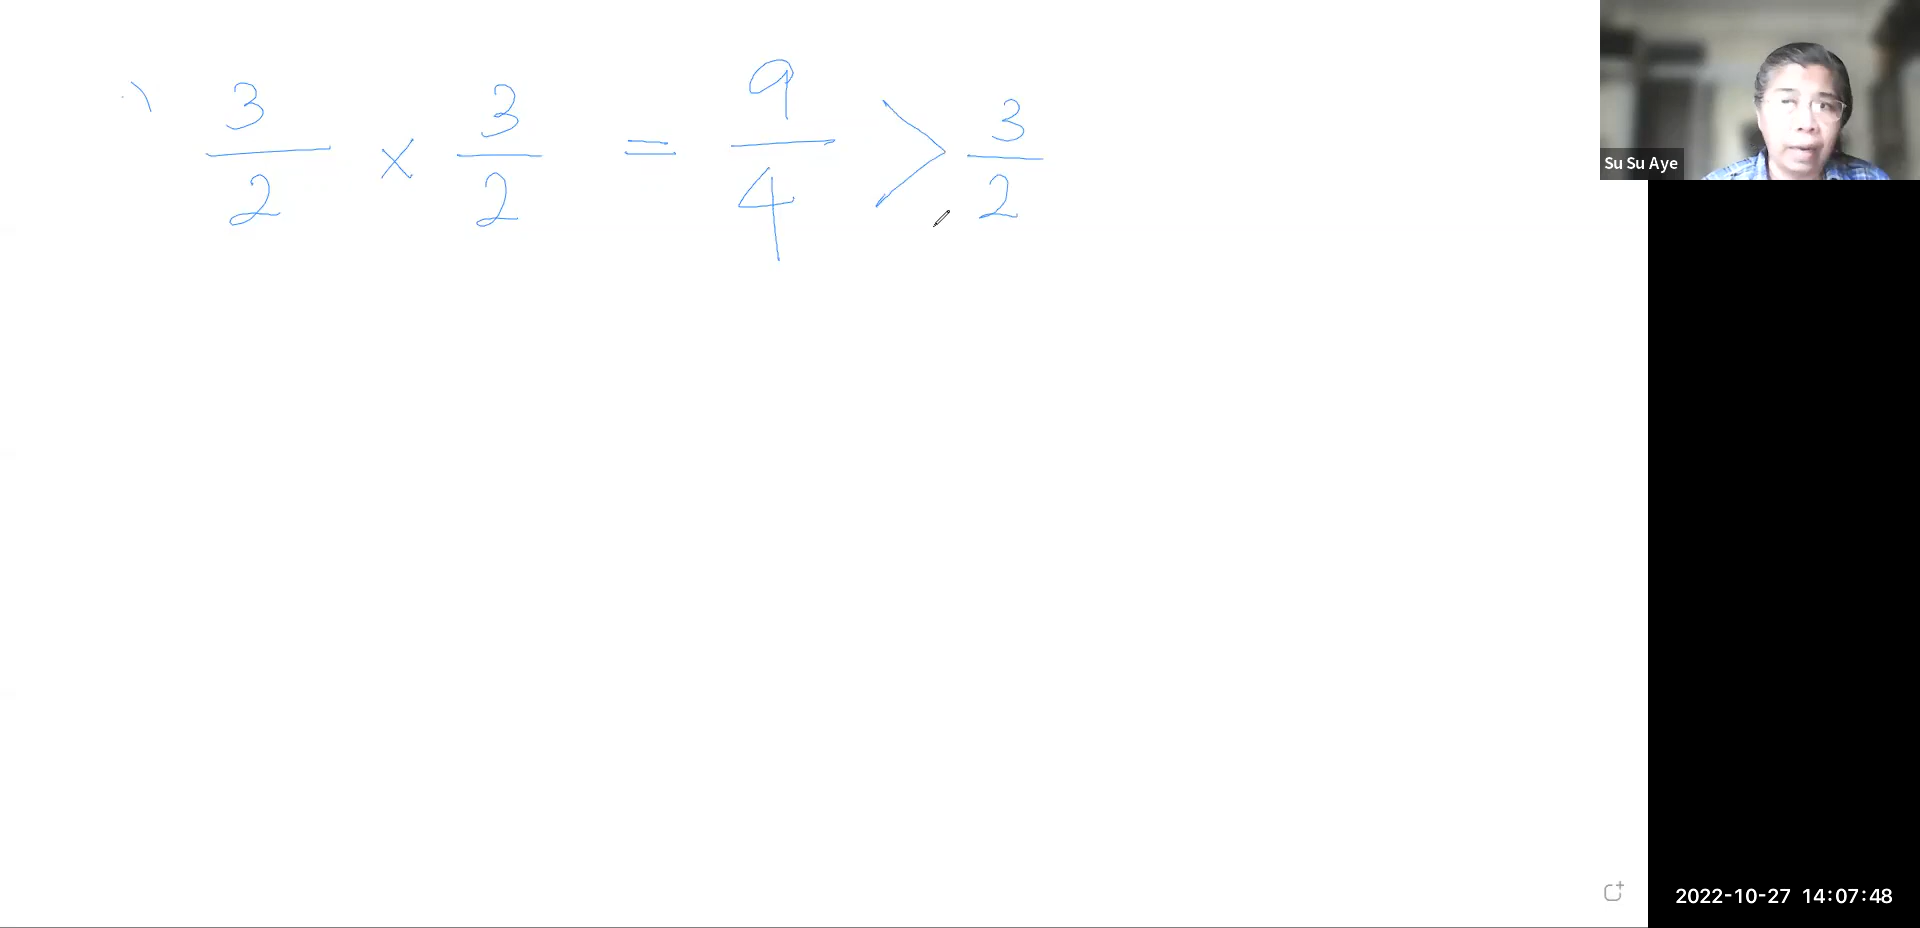 3/2 × 3/2 = 9/4 > 3/2
Su Su Aye
2022-10-27 14:07:48